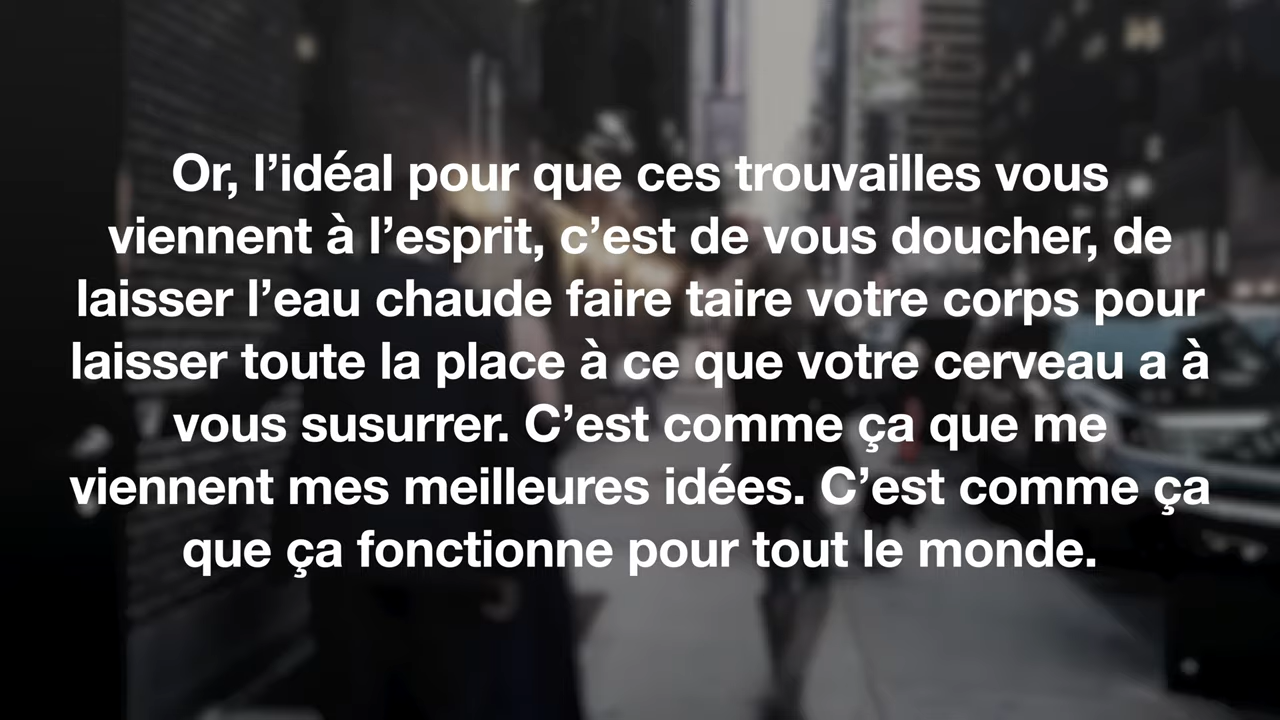 Or, l’idéal pour que ces trouvailles vous
viennent à l’esprit, c’est de vous doucher, de
laisser l’eau chaude faire taire votre corps pour
laisser toute la place à ce que votre cerveau a à
vous susurrer. C’est comme ça que me
viennent mes meilleures idées. C’est comme ça
que ça fonctionne pour tout le monde.